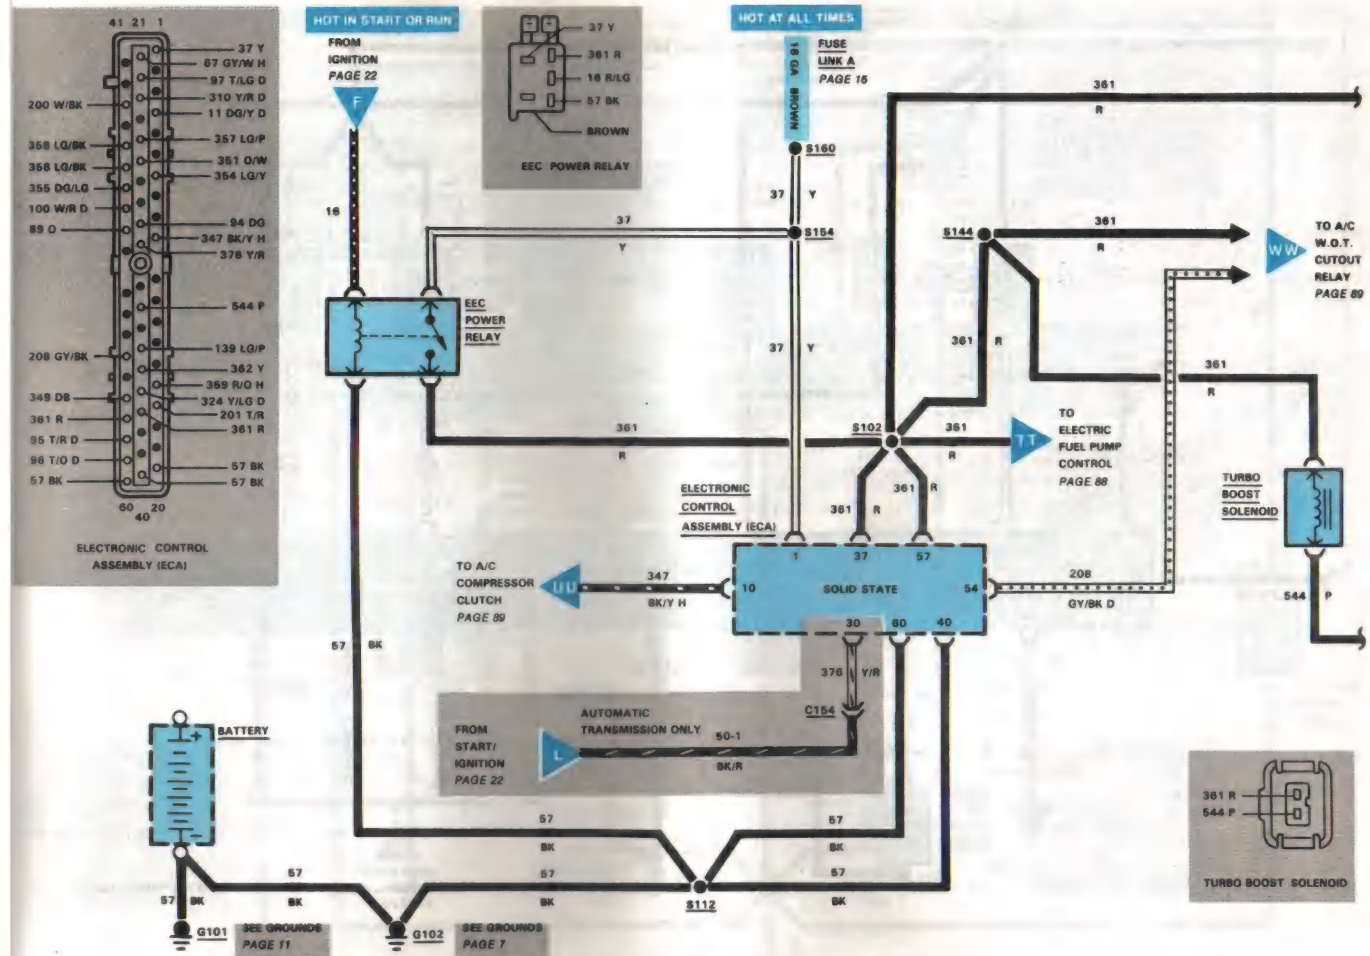 41 21 1
37 Y
67 GY/W H
97 T/LG D
200 W/BK
310 Y/R D
11 DG/Y D
357 LG/P
358 LG/BK
351 O/W
368 LG/BK
354 LG/Y
355 DG/LG
100 W/R D
94 DG
89 O
347 BK/Y H
376 Y/R
544 P
139 LG/P
208 GY/BK
362 Y
359 R/O H
349 DB
324 Y/LG D
201 T/R
361 R
361 R
95 T/R D
96 T/O D
57 BK
57 BK
57 BK
60 40 20
ELECTRONIC CONTROL
ASSEMBLY (ECA)
HOT IN START OR RUN
FROM
IGNITION
PAGE 22
F
16
37 Y
361 R
16 R/LG
57 BK
BROWN
EEC POWER RELAY
HOT AT ALL TIMES
16 GA BROWN
FUSE
LINK A
PAGE 15
S160
37 Y
S154
37
Y
37 Y
EEC
POWER
RELAY
361
R
S144
361
R
WW
TO A/C
W.O.T.
CUTOUT
RELAY
PAGE 89
361 R
361
R
361
R
S102
361
R
TT
TO
ELECTRIC
FUEL PUMP
CONTROL
PAGE 88
361 R
361 R
TURBO
BOOST
SOLENOID
544 P
ELECTRONIC
CONTROL
ASSEMBLY (ECA)
1 37 57
10 SOLID STATE 54
30 60 40
TO A/C
COMPRESSOR
CLUTCH
PAGE 89
UU
347
BK/Y H
208
GY/BK D
376 Y/R
C154
AUTOMATIC
TRANSMISSION ONLY
FROM
START/
IGNITION
PAGE 22
L
50-1
BK/R
57 BK
BATTERY
+
-
57
BK
57
BK
57
BK
57
BK
57
BK
S112
57 BK
G101
SEE GROUNDS
PAGE 11
G102
SEE GROUNDS
PAGE 7
361 R
544 P
TURBO BOOST SOLENOID